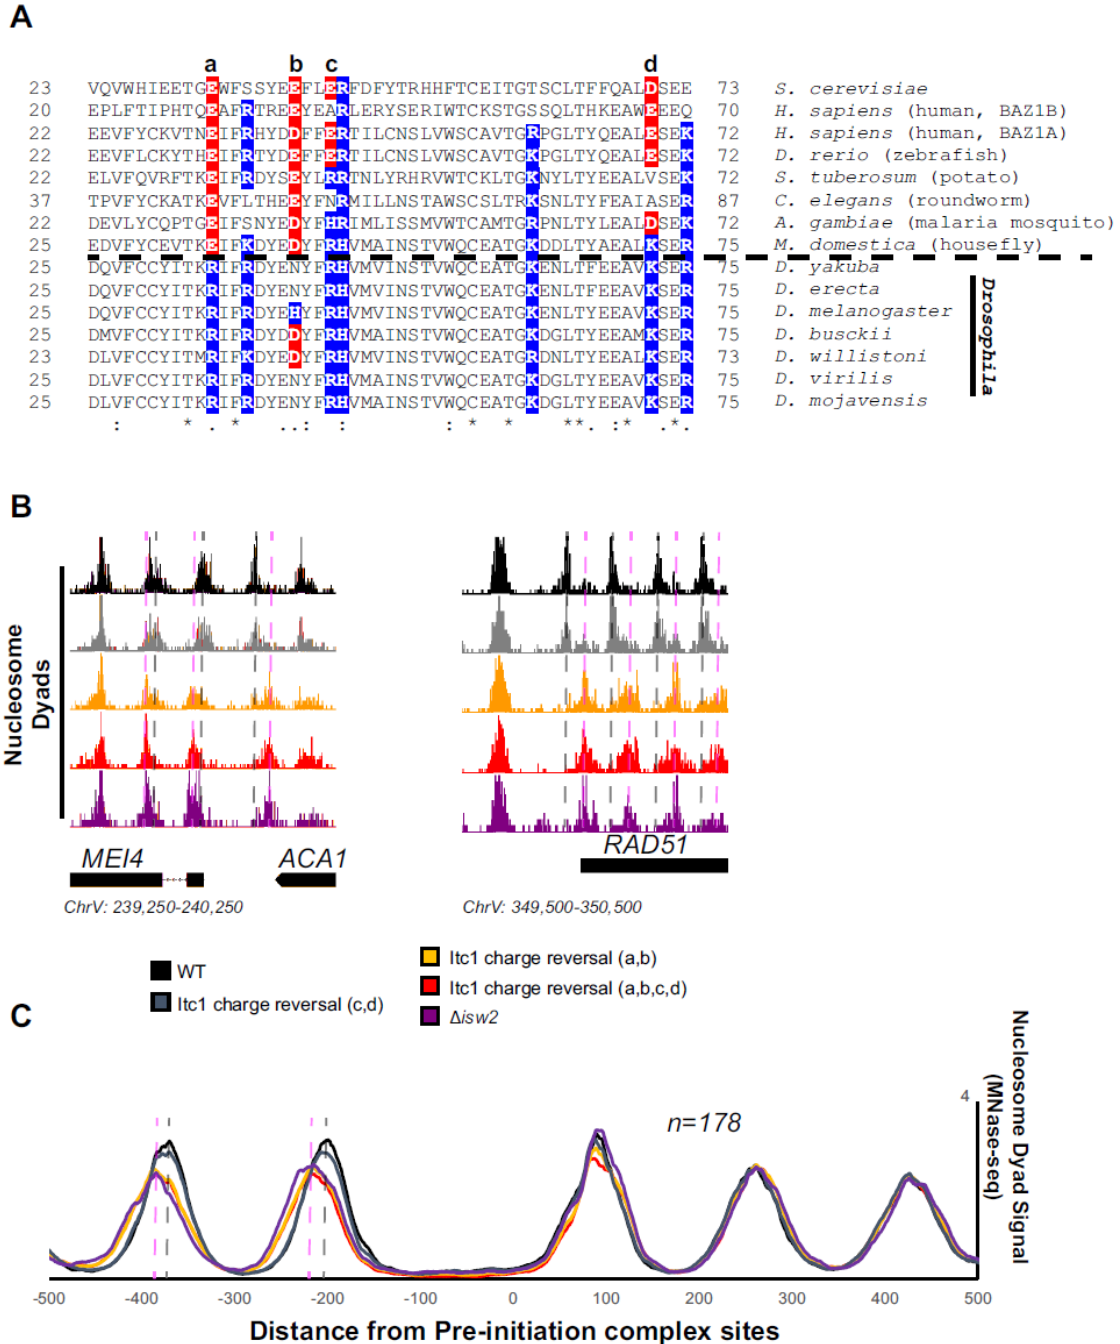 A
a b c d
23 VQVWHIEETGEWFSSYEEFLERFDFYTRHHFTCEITGTSCLTFFQALDSEE 73 S. cerevisiae
20 EPLFTIPHTQEAFRTREEYEARLERYSERIWTCKSTGSSQLTHKEAWEEEQ 70 H. sapiens (human, BAZ1B)
22 EEVFYCKVTNEIFRHYDDFFERTILCNSLVWSCAVTGRPGLTYQEALESEK 72 H. sapiens (human, BAZ1A)
22 EEVFLCKYTHEIFRTYDEFFERTILCNSLVWSCAVTGKPGLTYQEALESEK 72 D. rerio (zebrafish)
22 ELVFQVRFTKEIFRDYSEYLRRTNLYRHRVWTCKLTGKNYLTYEEALVSEK 72 S. tuberosum (potato)
37 TPVFYCKATKEVFLTHEEYFNRMILLNSTAWSCSLTRKSNLTFEEAIASER 87 C. elegans (roundworm)
22 DEVLYCQPTGEIFSNYEDYFHRIMLISSMVWTCAMTGRPNLTYQEALDSER 72 A. gambiae (malaria mosquito)
25 EDVFYCEVTKEIFKDYEDYFRHVMAINSTVWQCEATGKDDLTYAEALKSER 75 M. domestica (housefly)
25 DQVFCCYITKRIFRDYENYFRHVMVINSTVWQCEATGKENLTFEEAVKSER 75 D. yakuba
25 DQVFCCYITKRIFRDYENYFRHVMVINSTVWQCEATGKENLTFEEAVKSER 75 D. erecta
25 DQVFCCYITKRIFRDYEHYFRHVMVINSTVWQCEATGKENLTYEEAVKSER 75 D. melanogaster
25 DMVFCCYITKRIFRDYDDYFRHVMVINSTVWQCEATGKDGLTYEEAMKSER 75 D. busckii
23 DLVFCCYITMRIFKDYEDYFRHVMVINSTVWQCEATGRDNLTYEEALKSER 73 D. willistoni
25 DLVFCCYITKRIFRDYENYFRHVMAINSTVWQCEATGKDGLTYEEAVKSER 75 D. virilis
25 DLVFCCYITKRIFRDYENYFRHVMAINSTVWQCEATGKDGLTYEEAVKSER 75 D. mojavensis
: * . * ..: : : * * **. :* *.
Drosophila
B
Nucleosome
Dyads
MEI4 ACA1
ChrV: 239,250-240,250
RAD51
ChrV: 349,500-350,500
WT
Itc1 charge reversal (c,d)
Itc1 charge reversal (a,b)
Itc1 charge reversal (a,b,c,d)
Δisw2
C
n=178
4
Nucleosome Dyad Signal
(MNase-seq)
-500 -400 -300 -200 -100 0 100 200 300 400 500
Distance from Pre-initiation complex sites